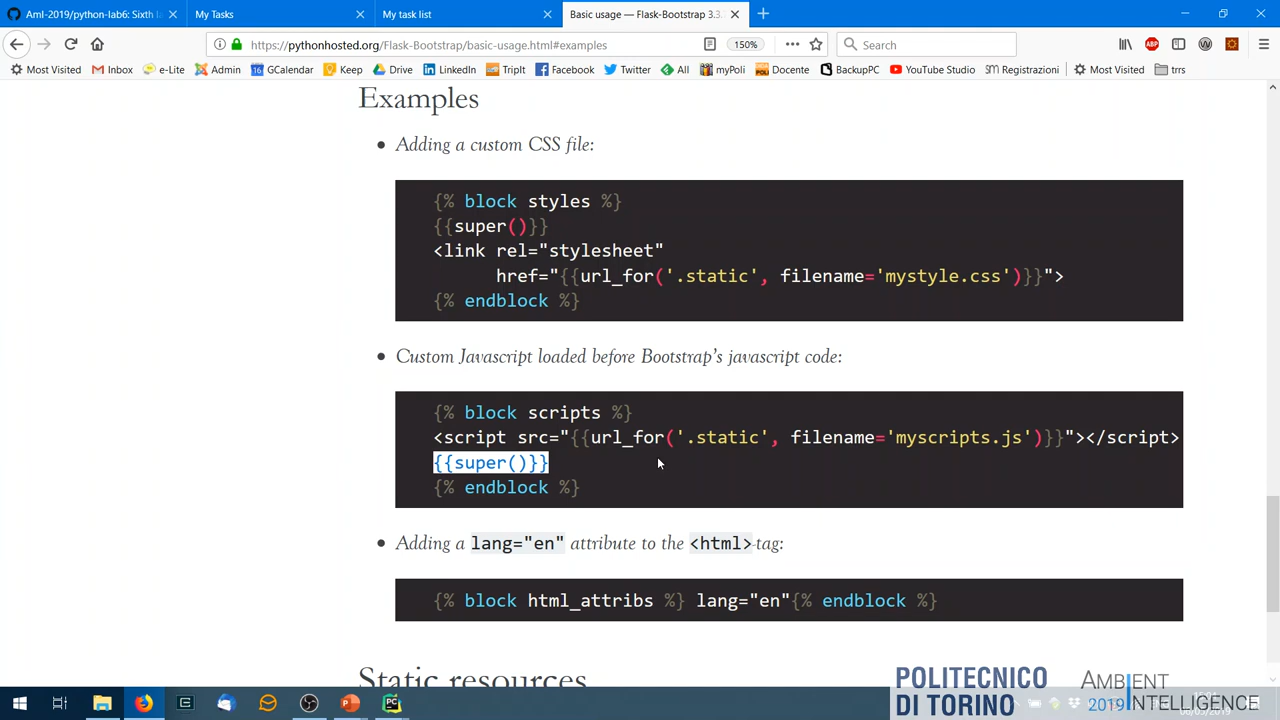 Aml-2019/python-lab6: Sixth la
My Tasks
My task list
Basic usage — Flask-Bootstrap 3.3.
https://pythonhosted.org/Flask-Bootstrap/basic-usage.html#examples
150%
Search
Most Visited
Inbox
e-Lite
Admin
GCalendar
Keep
Drive
LinkedIn
TripIt
Facebook
Twitter
All
myPoli
Docente
BackupPC
YouTube Studio
Registrazioni
Most Visited
trrs
Examples
Adding a custom CSS file:
{% block styles %}
{{super()}}
<link rel="stylesheet"
href="{{url_for('.static', filename='mystyle.css')}}">
{% endblock %}
Custom Javascript loaded before Bootstrap's javascript code:
{% block scripts %}
<script src="{{url_for('.static', filename='myscripts.js')}}"></script>
{{super()}}
{% endblock %}
Adding a lang="en" attribute to the <html>-tag:
{% block html_attribs %} lang="en"{% endblock %}
Static resources
POLITECNICO
DI TORINO
AMBIENT
2019 INTELLIGENCE